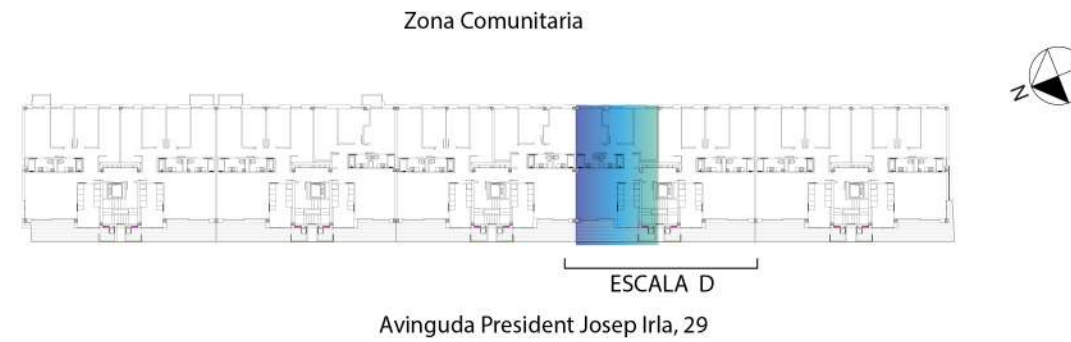 Zona Comunitaria
N
ESCALA D
Avinguda President Josep Irla, 29